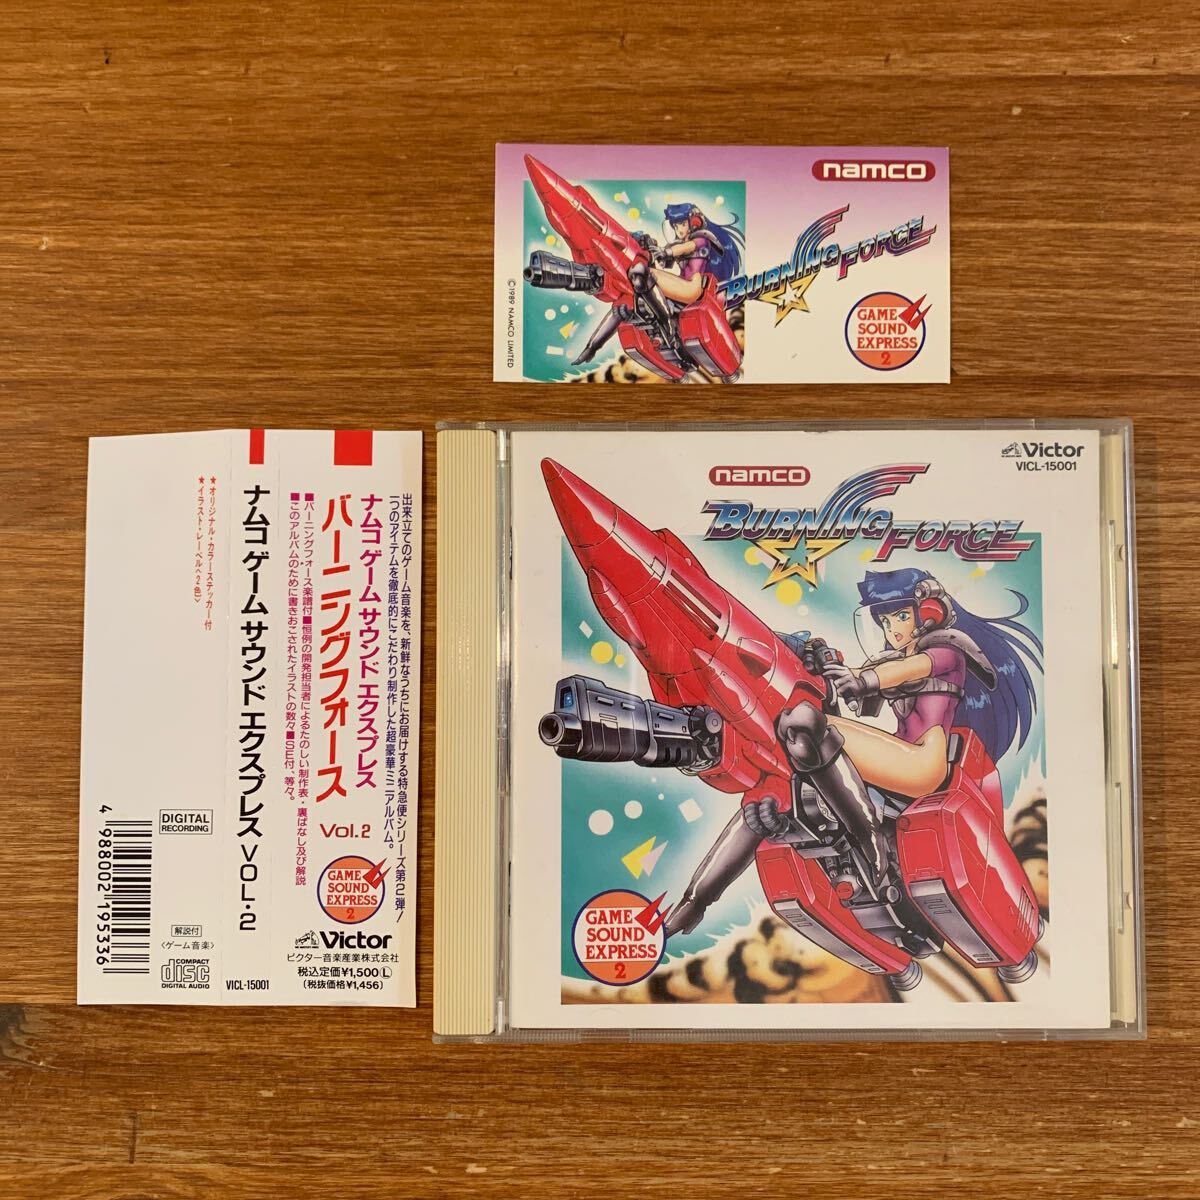 namco
BURNING FORCE
GAME
SOUND
EXPRESS
2
©1989 NAMCO LIMITED
Victor
VICL-15001
namco
BURNING FORCE
GAME
SOUND
EXPRESS
2
出来立てのゲーム音楽を、新鮮なうちにお届けする特急便シリーズ第2弾!
一つのアイテムを徹底的にこだわり制作した超豪華ミニアルバム。
ナムコ ゲーム サウンド エクスプレス
バーニングフォース
Vol.2
■バーニングフォース楽譜付■恒例の開発担当者によるたのしい制作表・裏ばなし及び解説
■このアルバムのために書きおこされたイラストの数々■SE付、等々。
GAME
SOUND
EXPRESS
2
Victor
ビクター音楽産業株式会社
税込定価¥1,500Ⓛ
(税抜価格¥1,456)
ナムコ ゲーム サウンド エクスプレス VOL.2
VICL-15001
★オリジナル・カラーステッカー付
★イラスト・レーベル〈2色〉
DIGITAL
RECORDING
解説付
〈ゲーム音楽〉
COMPACT
disc
DIGITAL AUDIO
4 988002 195336